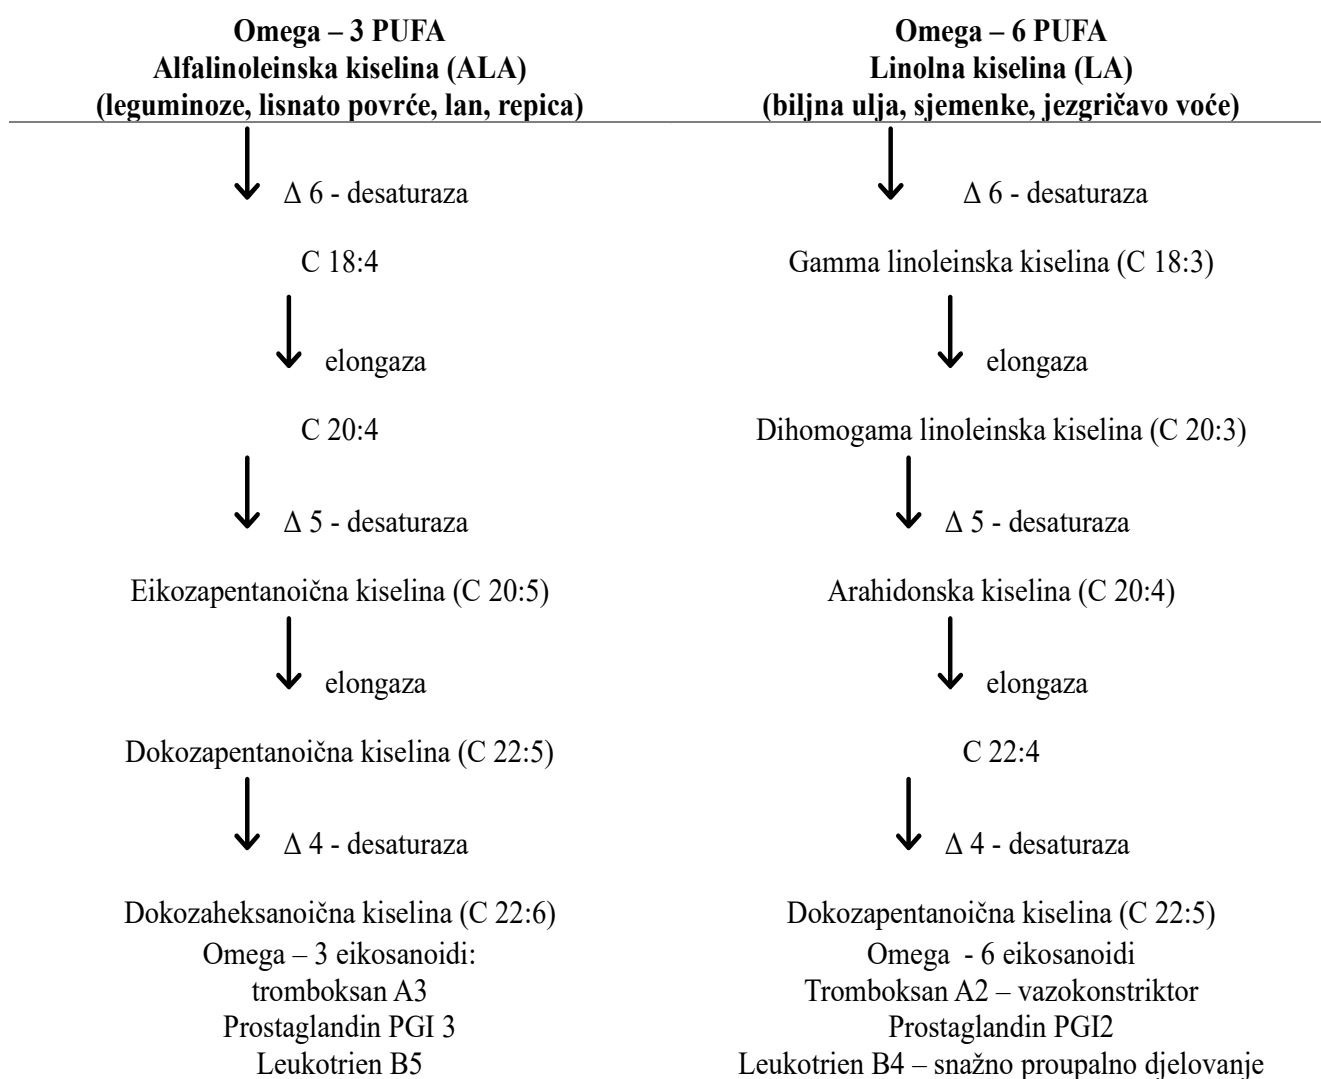 Omega – 3 PUFA
Alfalinoleinska kiselina (ALA)
(leguminoze, lisnato povrće, lan, repica)
Δ 6 - desaturaza
C 18:4
elongaza
C 20:4
Δ 5 - desaturaza
Eikozapentanoična kiselina (C 20:5)
elongaza
Dokozapentanoična kiselina (C 22:5)
Δ 4 - desaturaza
Dokozaheksanoična kiselina (C 22:6)
Omega – 3 eikosanoidi:
tromboksan A3
Prostaglandin PGI 3
Leukotrien B5
Omega – 6 PUFA
Linolna kiselina (LA)
(biljna ulja, sjemenke, jezgričavo voće)
Δ 6 - desaturaza
Gamma linoleinska kiselina (C 18:3)
elongaza
Dihomogama linoleinska kiselina (C 20:3)
Δ 5 - desaturaza
Arahidonska kiselina (C 20:4)
elongaza
C 22:4
Δ 4 - desaturaza
Dokozapentanoična kiselina (C 22:5)
Omega - 6 eikosanoidi
Tromboksan A2 – vazokonstriktor
Prostaglandin PGI2
Leukotrien B4 – snažno proupalno djelovanje